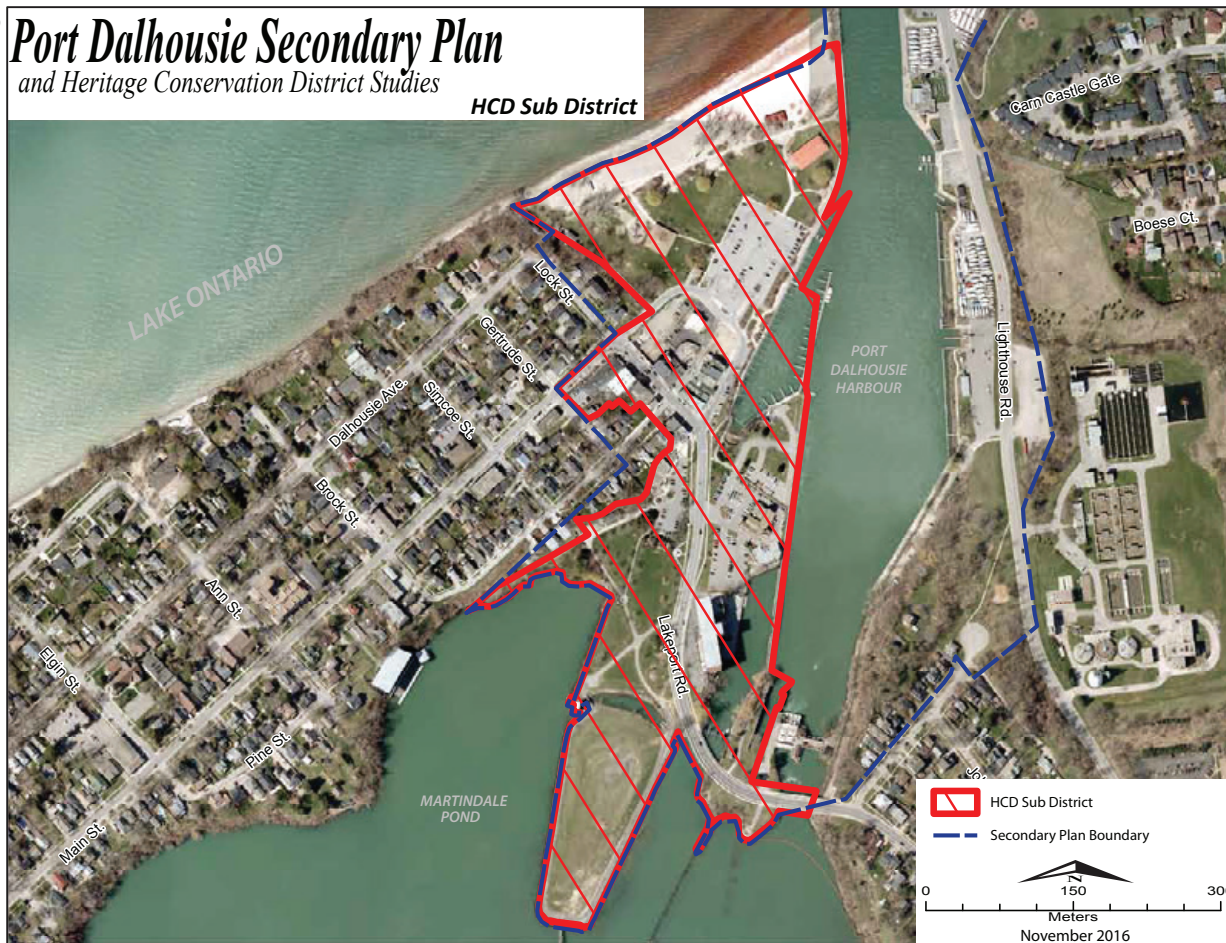 Port Dalhousie Secondary Plan
and Heritage Conservation District Studies
HCD Sub District
Carn Castle Gate
Boese Ct.
LAKE ONTARIO
Lock St.
Gertrude St.
Simcoe St.
Dalhousie Ave.
Brock St.
Ann St.
Elgin St.
Pine St.
Main St.
PORT
DALHOUSIE
HARBOUR
Lighthouse Rd.
Lakeport Rd.
MARTINDALE
POND
HCD Sub District
Secondary Plan Boundary
N
0 150 300
Meters
November 2016